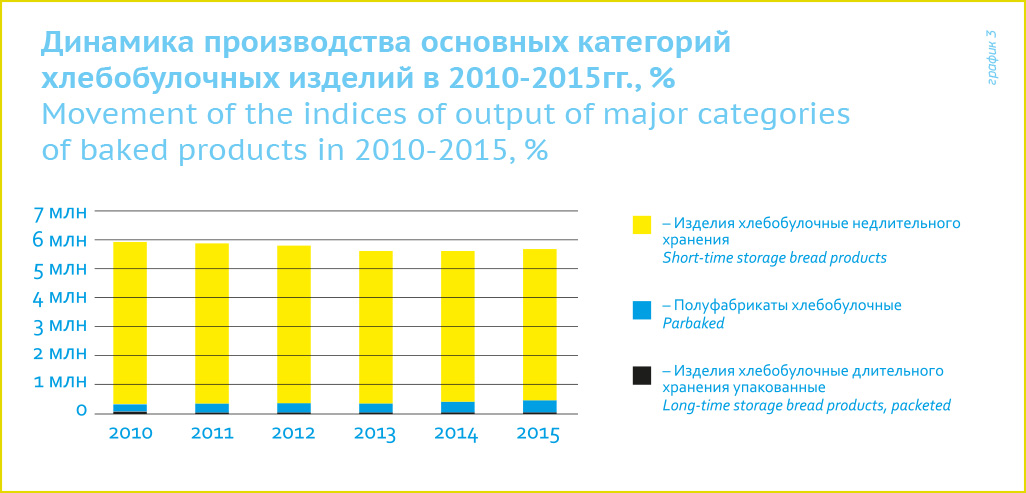 Динамика производства основных категорий
хлебобулочных изделий в 2010-2015гг., %
Movement of the indices of output of major categories
of baked products in 2010-2015, %
график 3
7 млн
6 млн
5 млн
4 млн
3 млн
2 млн
1 млн
0
2010
2011
2012
2013
2014
2015
– Изделия хлебобулочные недлительного
хранения
Short-time storage bread products
– Полуфабрикаты хлебобулочные
Parbaked
– Изделия хлебобулочные длительного
хранения упакованные
Long-time storage bread products, packeted